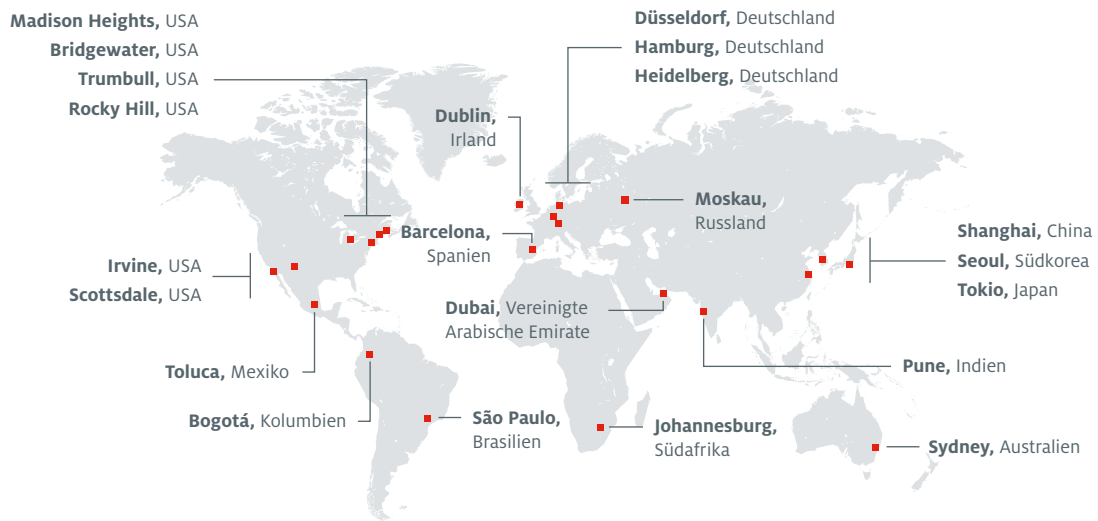 Madison Heights, USA
Bridgewater, USA
Trumbull, USA
Rocky Hill, USA
Düsseldorf, Deutschland
Hamburg, Deutschland
Heidelberg, Deutschland
Dublin,
Irland
Moskau,
Russland
Barcelona,
Spanien
Shanghai, China
Seoul, Südkorea
Tokio, Japan
Irvine, USA
Scottsdale, USA
Dubai, Vereinigte
Arabische Emirate
Toluca, Mexiko
Pune, Indien
Bogotá, Kolumbien
São Paulo,
Brasilien
Johannesburg,
Südafrika
Sydney, Australien